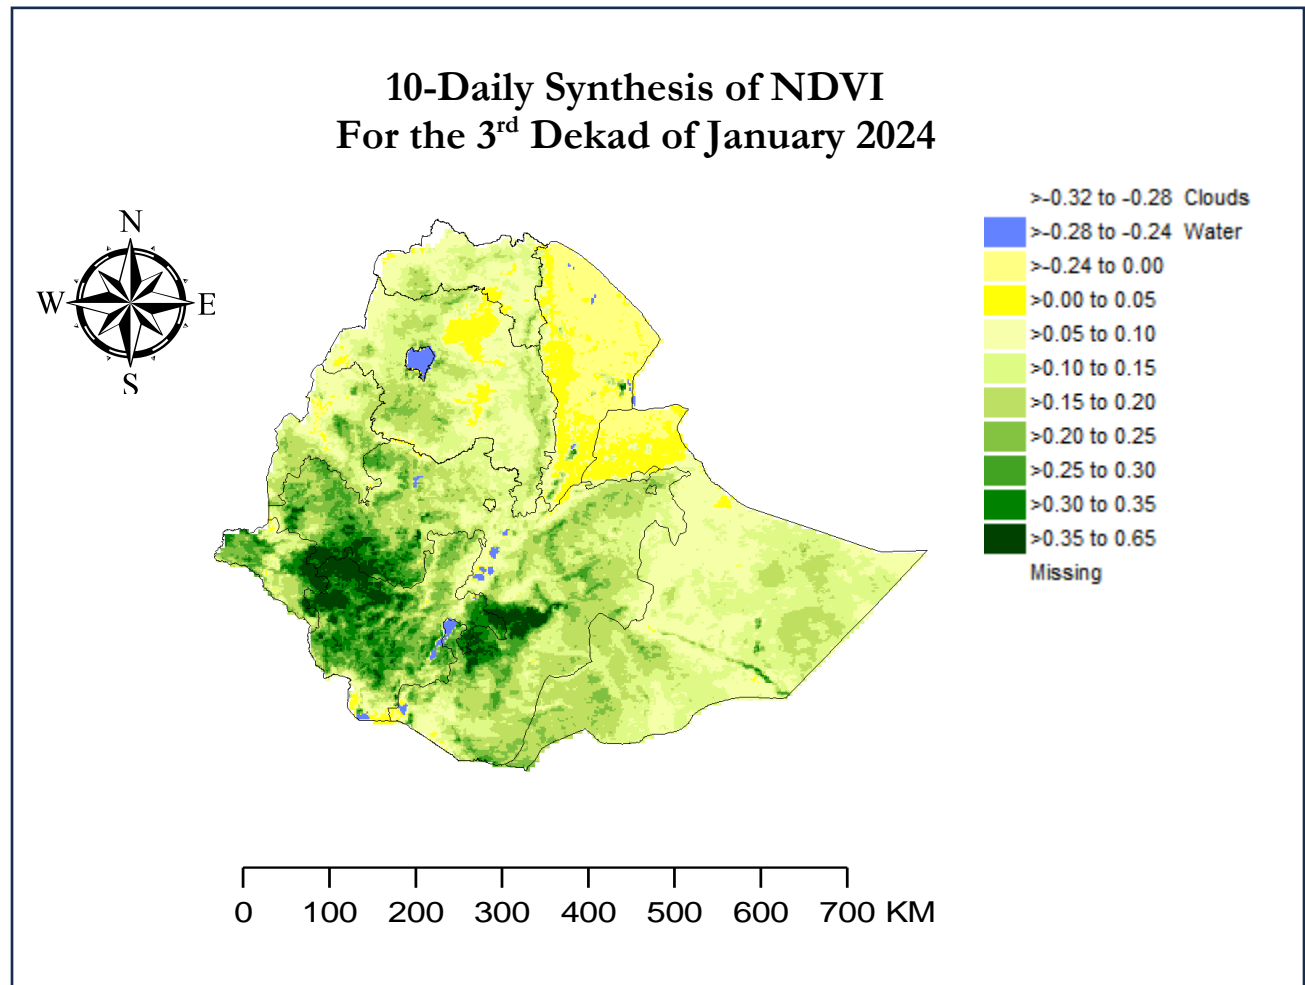 10-Daily Synthesis of NDVI
For the 3rd Dekad of January 2024
N
W
E
S
>-0.32 to -0.28 Clouds
>-0.28 to -0.24 Water
>-0.24 to 0.00
>0.00 to 0.05
>0.05 to 0.10
>0.10 to 0.15
>0.15 to 0.20
>0.20 to 0.25
>0.25 to 0.30
>0.30 to 0.35
>0.35 to 0.65
Missing
0 100 200 300 400 500 600 700 KM